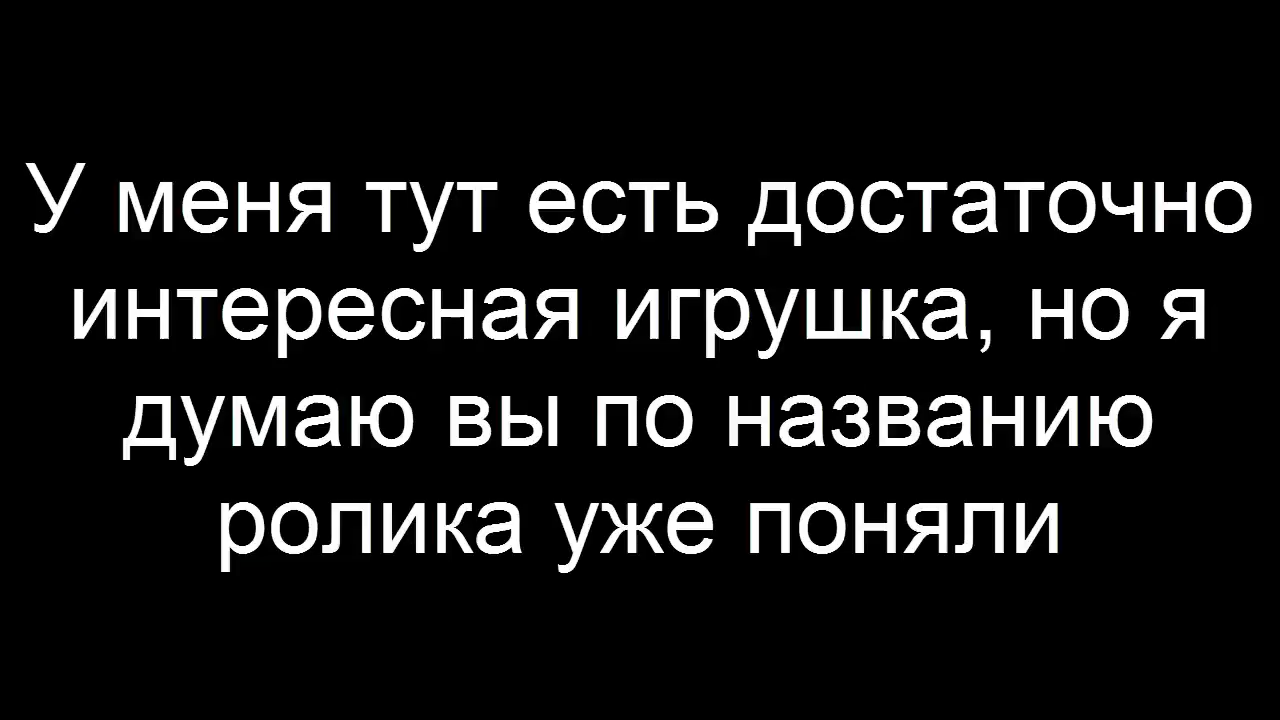 У меня тут есть достаточно
интересная игрушка, но я
думаю вы по названию
ролика уже поняли